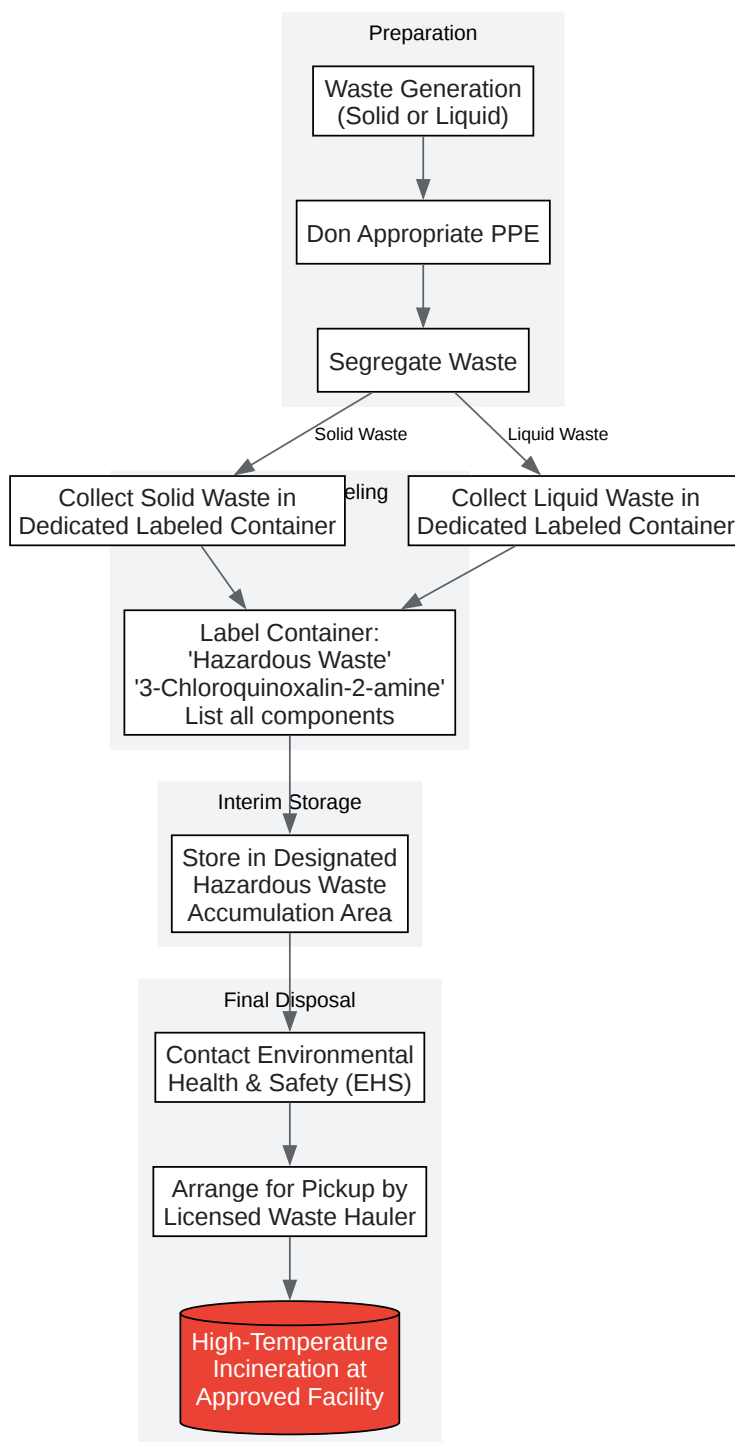 Preparation
Waste Generation
(Solid or Liquid)
Don Appropriate PPE
Segregate Waste
Solid Waste
Liquid Waste
Collect Solid Waste in
Dedicated Labeled Container
Collect Liquid Waste in
Dedicated Labeled Container
Label Container:
'Hazardous Waste'
'3-Chloroquinoxalin-2-amine'
List all components
Interim Storage
Store in Designated
Hazardous Waste
Accumulation Area
Final Disposal
Contact Environmental
Health & Safety (EHS)
Arrange for Pickup by
Licensed Waste Hauler
High-Temperature
Incineration at
Approved Facility